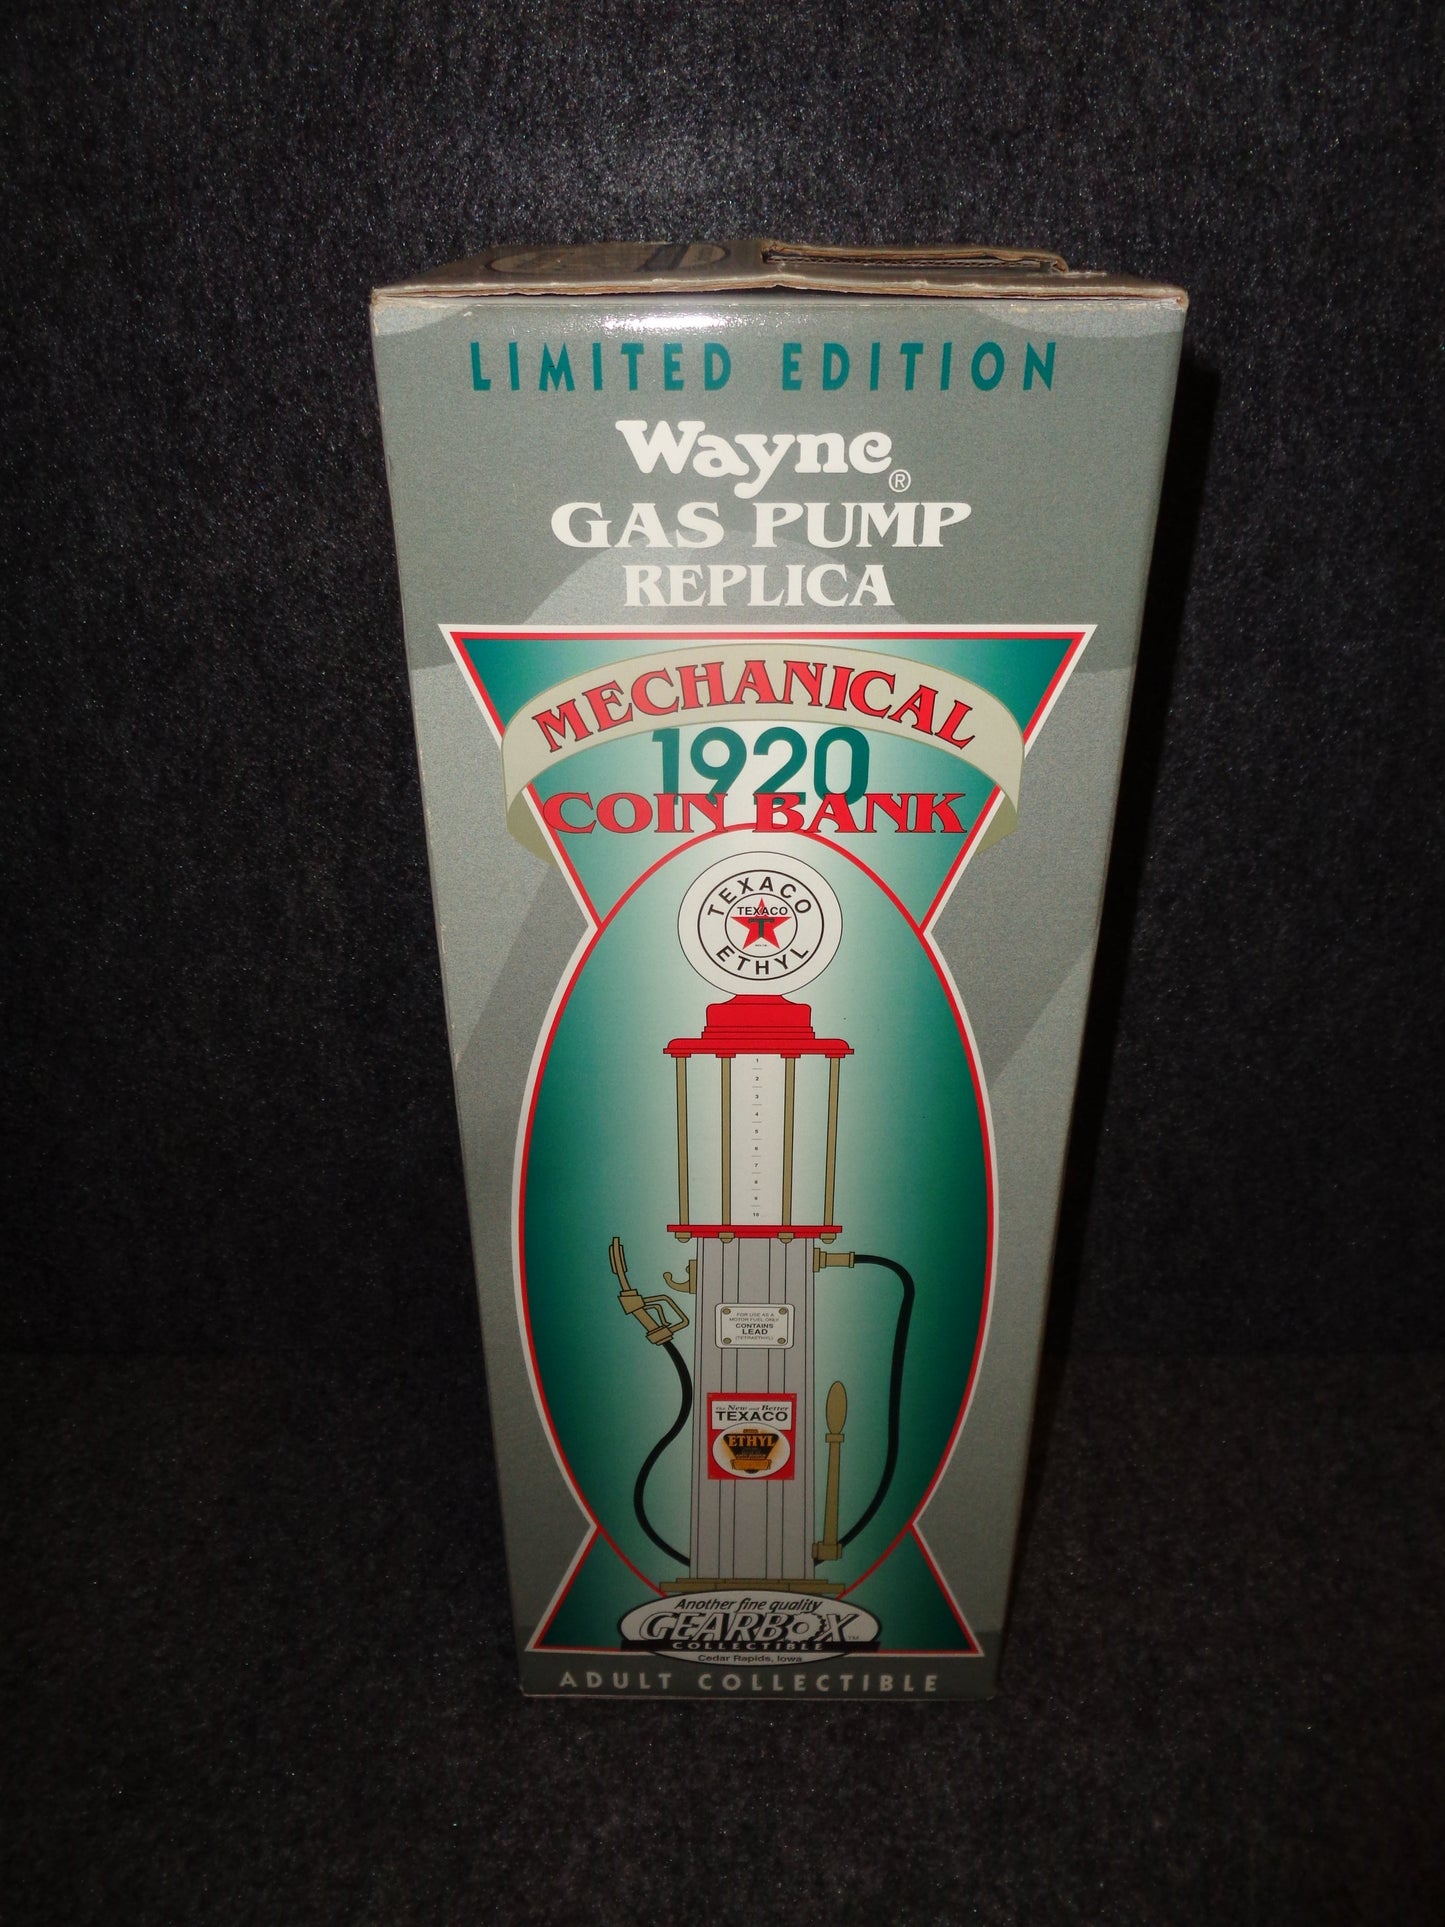 LIMITED EDITION
Wayne®
GAS PUMP
REPLICA
MECHANICAL
1920
COIN BANK
TEXACO
TEXACO
T
ETHYL
1
2
3
4
5
6
7
8
9
10
FOR USE AS A
MOTOR FUEL ONLY
CONTAINS
LEAD
(TETRAETHYL)
the New and Better
TEXACO
ETHYL
Another fine quality
GEARBOX™
COLLECTIBLE
Cedar Rapids, Iowa
ADULT COLLECTIBLE